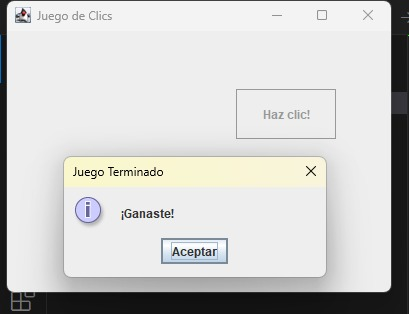 Juego de Clics
Haz clic!
Juego Terminado
¡Ganaste!
Aceptar